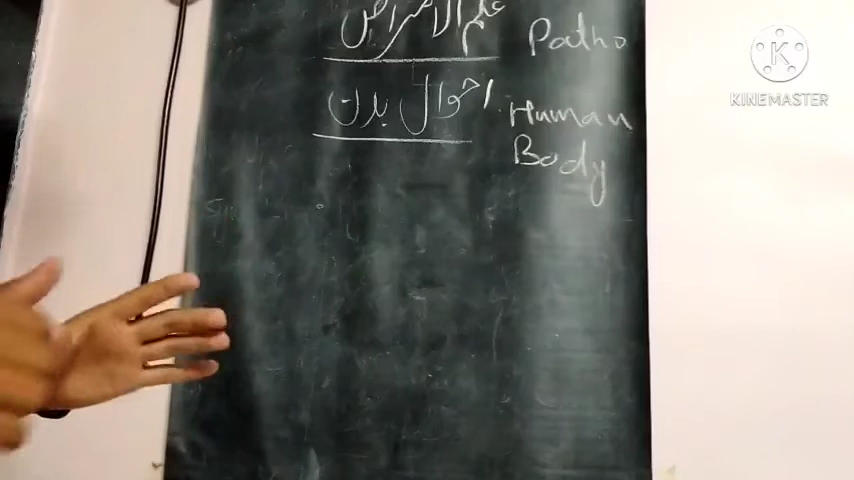 علم الامراض Patho
احوال بدن Human
Body
K
KINEMASTER